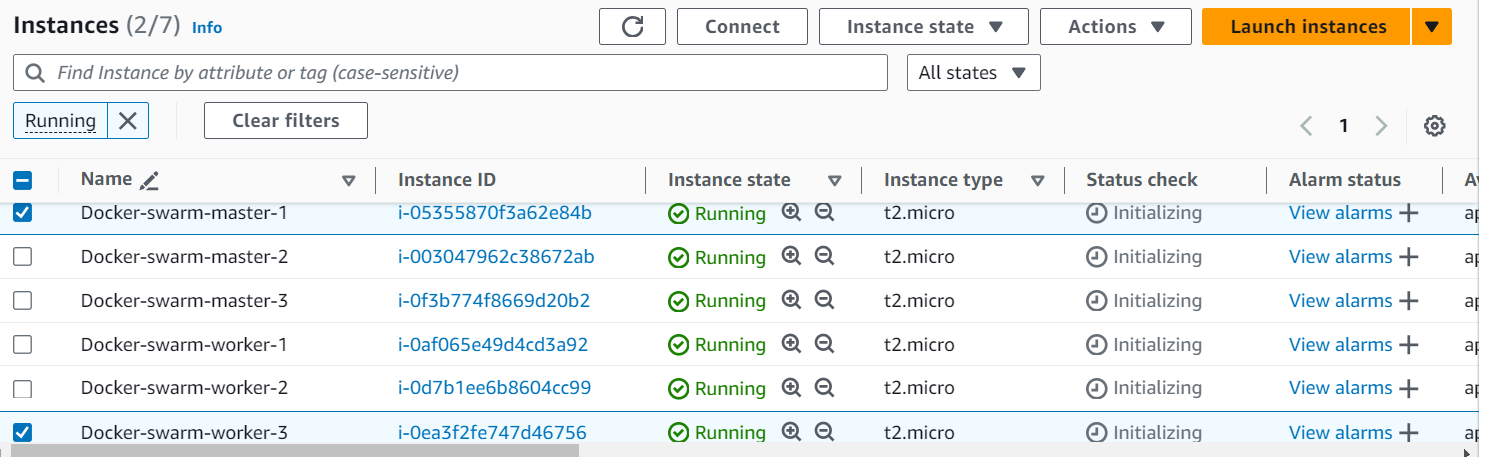 Instances (2/7) Info Connect Instance state Actions Launch instances
Find Instance by attribute or tag (case-sensitive) All states
Running Clear filters 1
Name Instance ID Instance state Instance type Status check Alarm status
Docker-swarm-master-1 i-05355870f3a62e84b Running t2.micro Initializing View alarms
Docker-swarm-master-2 i-003047962c38672ab Running t2.micro Initializing View alarms
Docker-swarm-master-3 i-0f3b774f8669d20b2 Running t2.micro Initializing View alarms
Docker-swarm-worker-1 i-0af065e49d4cd3a92 Running t2.micro Initializing View alarms
Docker-swarm-worker-2 i-0d7b1ee6b8604cc99 Running t2.micro Initializing View alarms
Docker-swarm-worker-3 i-0ea3f2fe747d46756 Running t2.micro Initializing View alarms